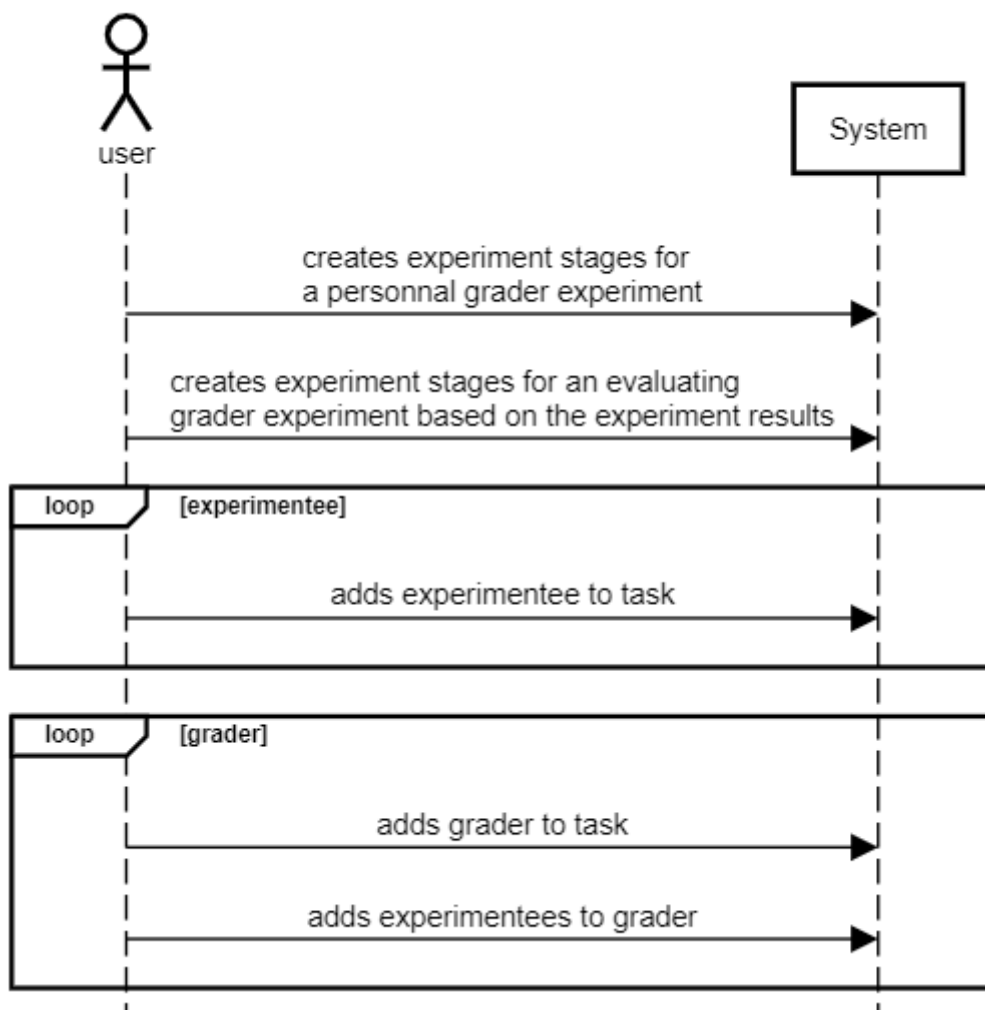 user
System
creates experiment stages for
a personnal grader experiment
creates experiment stages for an evaluating
grader experiment based on the experiment results
loop [experimentee]
adds experimentee to task
loop [grader]
adds grader to task
adds experimentees to grader